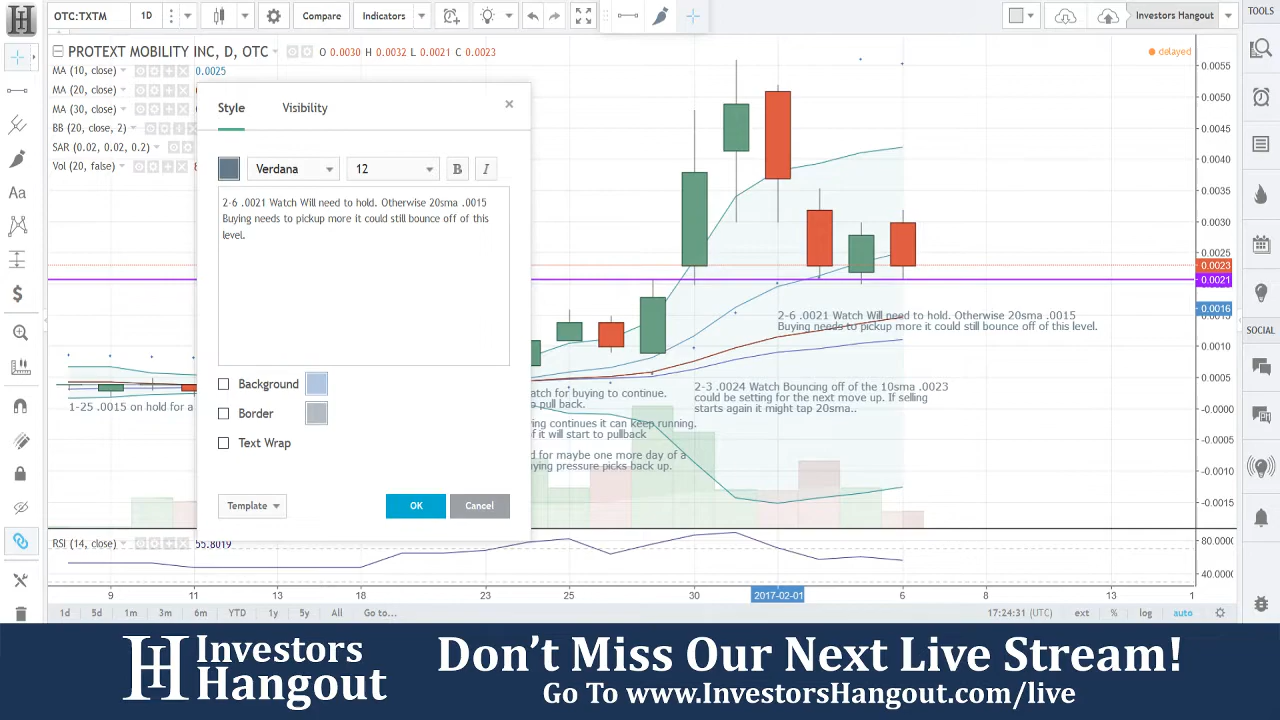 OTC:TXTM 1D Compare Indicators Investors Hangout TOOLS
PROTEXT MOBILITY INC, D, OTC O 0.0030 H 0.0032 L 0.0021 C 0.0023
delayed
MA (10, close) 0.0025
MA (20, close)
MA (30, close)
BB (20, close, 2)
SAR (0.02, 0.02, 0.2)
Vol (20, false)
Style Visibility
Verdana 12 B I
2-6 .0021 Watch Will need to hold. Otherwise 20sma .0015
Buying needs to pickup more it could still bounce off of this
level.
Background
Border
Text Wrap
Template OK Cancel
Aa
0.0055
0.0050
0.0045
0.0040
0.0035
0.0030
0.0025
0.0023
0.0021
0.0016
0.0015
0.0010
0.0005
-0.0000
-0.0005
-0.0010
-0.0015
SOCIAL
2-6 .0021 Watch Will need to hold. Otherwise 20sma .0015
Buying needs to pickup more it could still bounce off of this level.
2-3 .0024 Watch Bouncing off of the 10sma .0023
could be setting for the next move up. If selling
starts again it might tap 20sma..
1-25 .0015 on hold for a
atch for buying to continue.
o pull back.
ing continues it can keep running.
f it will start to pullback
d for maybe one more day of a
ying pressure picks back up.
RSI (14, close) 55.8019
80.0000
40.0000
9 11 13 18 23 25 30 2017-02-01 6 8 13 1
1d 5d 1m 3m 6m YTD 1y 5y All Go to... 17:24:31 (UTC) ext % log auto
Investors
Hangout
Don't Miss Our Next Live Stream!
Go To www.InvestorsHangout.com/live